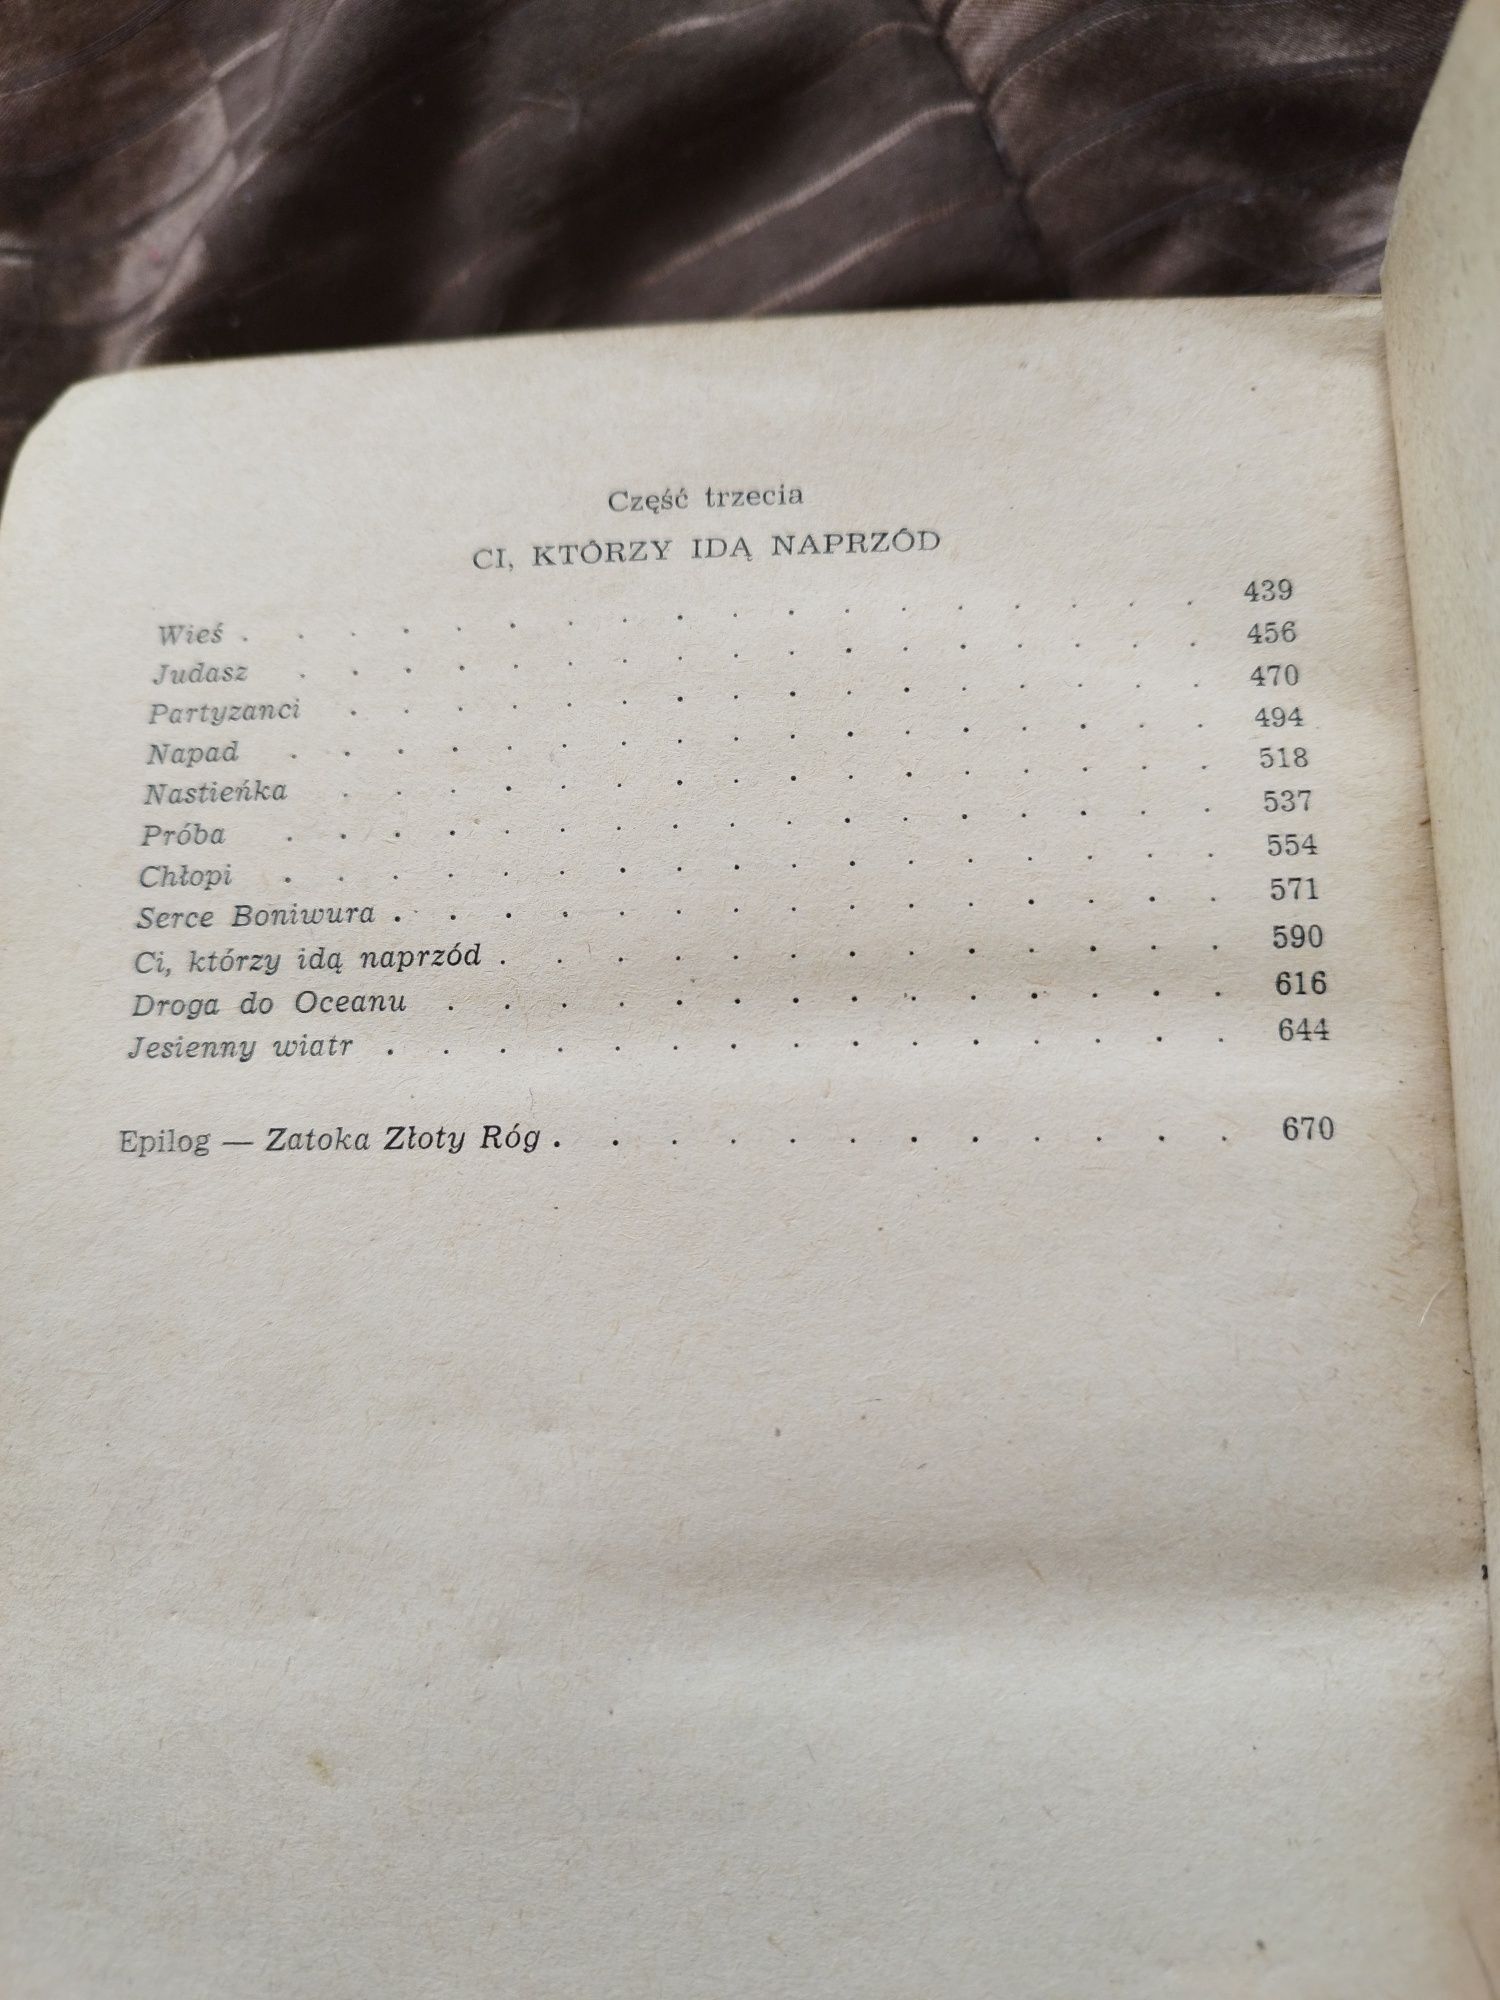 Część trzecia
CI, KTÓRZY IDĄ NAPRZÓD
Wieś . . . . . . . . . . . . . . . . . . 439
Judasz . . . . . . . . . . . . . . . . . 456
Partyzanci . . . . . . . . . . . . . . . . 470
Napad . . . . . . . . . . . . . . . . . 494
Nastieńka . . . . . . . . . . . . . . . . 518
Próba . . . . . . . . . . . . . . . . . 537
Chłopi . . . . . . . . . . . . . . . . . 554
Serce Boniwura . . . . . . . . . . . . . . . 571
Ci, którzy idą naprzód . . . . . . . . . . . . . 590
Droga do Oceanu . . . . . . . . . . . . . . 616
Jesienny wiatr . . . . . . . . . . . . . . . 644
Epilog — Zatoka Złoty Róg . . . . . . . . . . . . 670